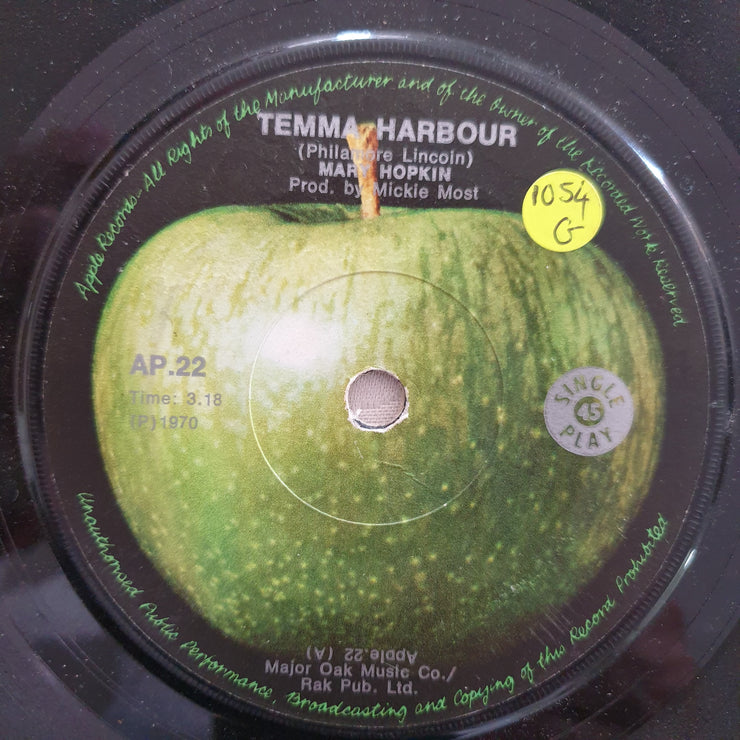 Apple Records - All Rights of the Manufacturer and of the Owner of the Recorded Work Reserved
TEMMA HARBOUR
(Philamore Lincoln)
MARY HOPKIN
Prod. by Mickie Most
1054
G
AP.22
Time: 3.18
(P)1970
SINGLE
45
PLAY
Apple.22 (A)
Major Oak Music Co./
Rak Pub. Ltd.
Unauthorised Public Performance, Broadcasting and Copying of this Record Prohibited